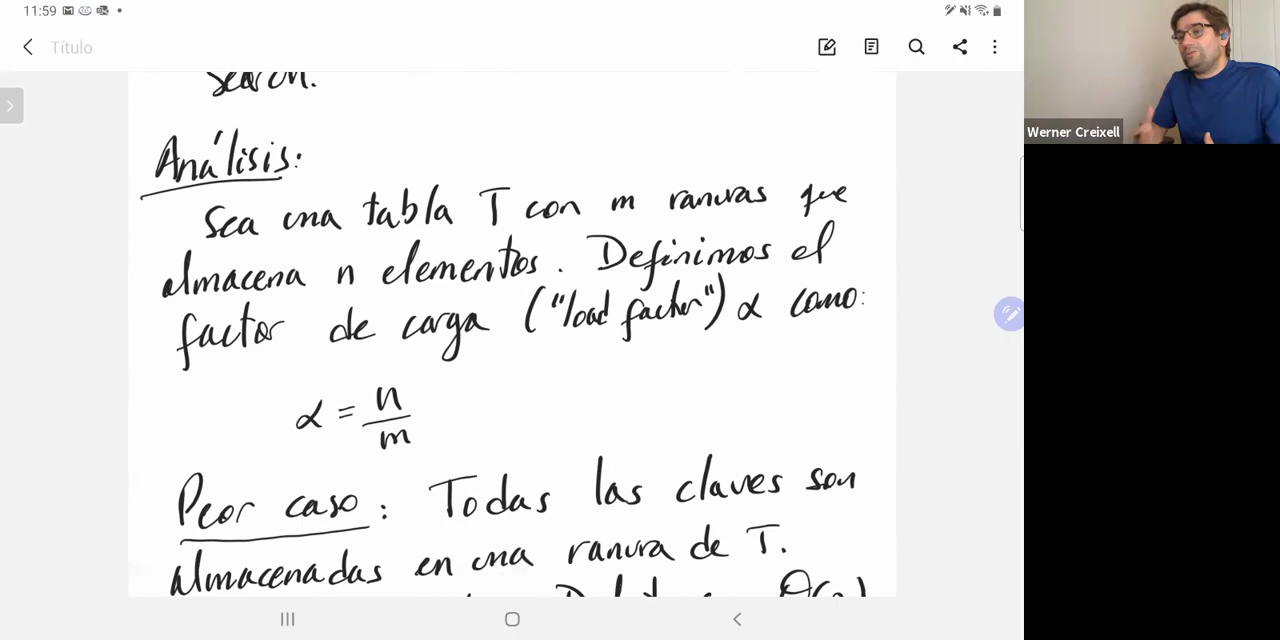 11:59
Título
Werner Creixell
search.
Análisis:
Sea una tabla T con m ranuras que
almacena n elementos. Definimos el
factor de carga ("load factor") α como:
α = n/m
Peor caso: Todas las claves son
almacenadas en una ranura de T.